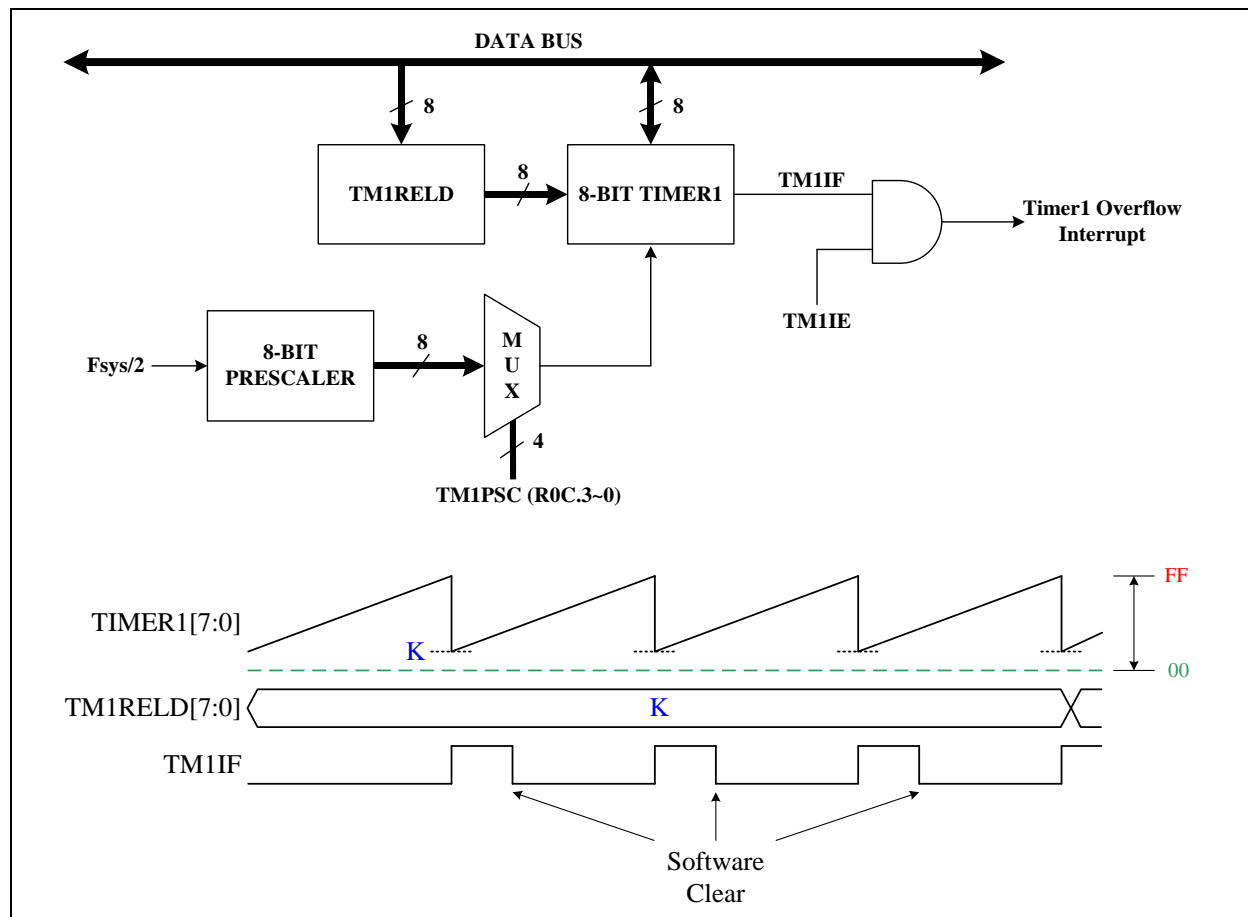 DATA BUS
8
8
TM1RELD
8
8-BIT TIMER1
TM1IF
Timer1 Overflow
Interrupt
TM1IE
Fsys/2
8-BIT
PRESCALER
8
M
U
X
4
TM1PSC (R0C.3~0)
FF
TIMER1[7:0]
K
00
TM1RELD[7:0]
K
TM1IF
Software
Clear